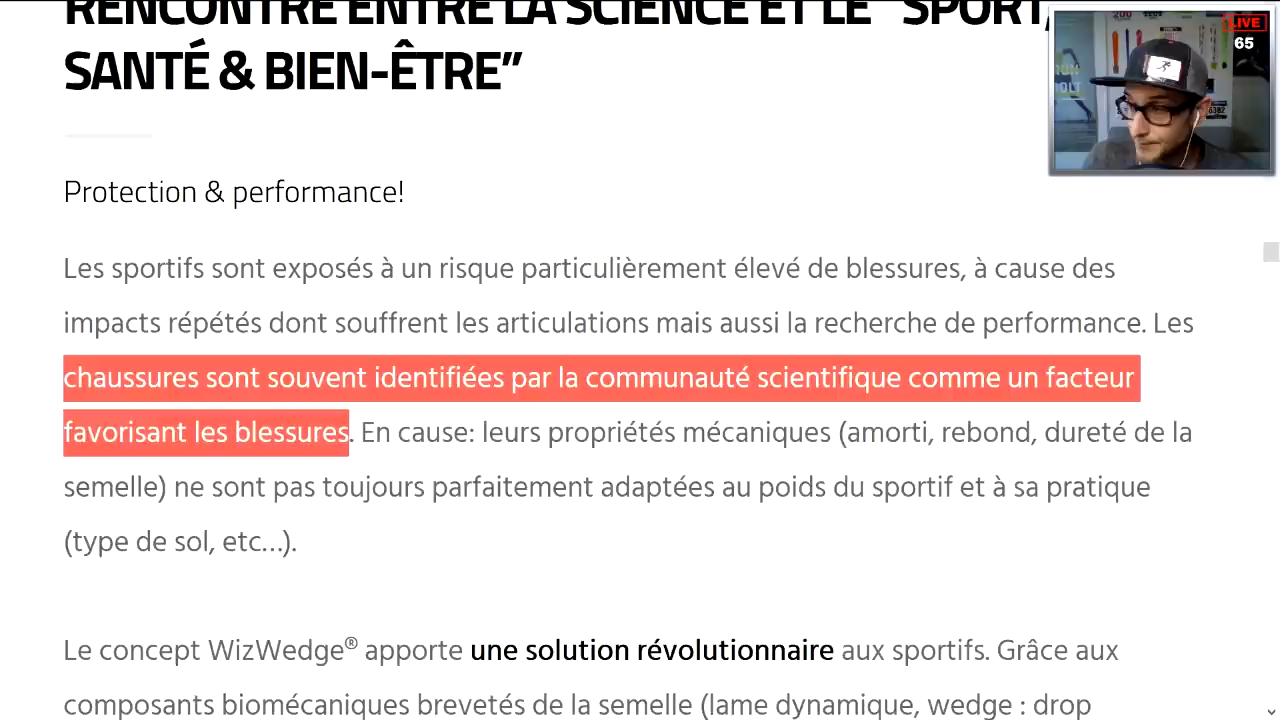 RENCONTRE ENTRE LA SCIENCE ET LE “SPORT,
SANTÉ & BIEN-ÊTRE”
LIVE
65
Protection & performance!
Les sportifs sont exposés à un risque particulièrement élevé de blessures, à cause des
impacts répétés dont souffrent les articulations mais aussi la recherche de performance. Les
chaussures sont souvent identifiées par la communauté scientifique comme un facteur
favorisant les blessures. En cause: leurs propriétés mécaniques (amorti, rebond, dureté de la
semelle) ne sont pas toujours parfaitement adaptées au poids du sportif et à sa pratique
(type de sol, etc…).
Le concept WizWedge® apporte une solution révolutionnaire aux sportifs. Grâce aux
composants biomécaniques brevetés de la semelle (lame dynamique, wedge : drop